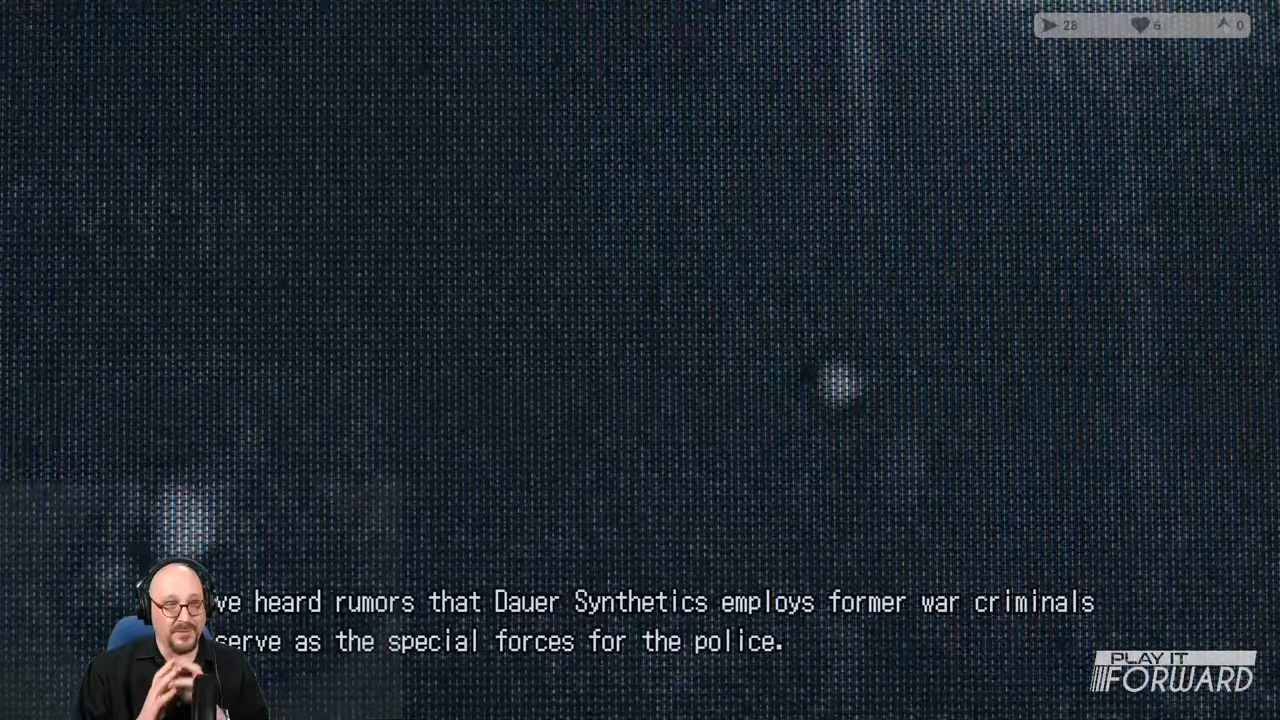 28 6 0
ve heard rumors that Dauer Synthetics employs former war criminals
serve as the special forces for the police.
PLAY IT
FORWARD